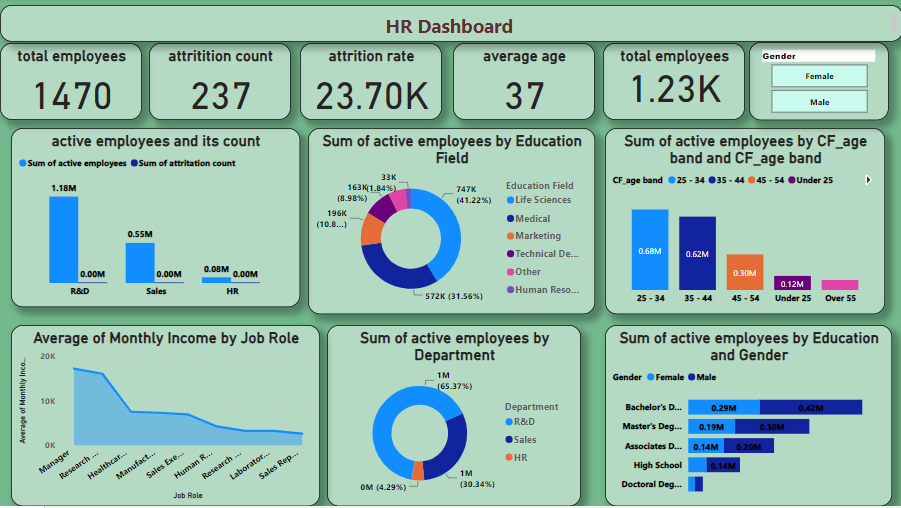 HR Dashboard
total employees
1470
attritition count
237
attrition rate
23.70K
average age
37
total employees
1.23K
Gender
Female
Male
active employees and its count
Sum of active employees Sum of attritation count
1.18M
0.00M
0.55M
0.00M
0.08M
0.00M
R&D
Sales
HR
Sum of active employees by Education
Field
33K
(1.84%)
163K
(8.98%)
196K
(10.8...)
747K
(41.22%)
572K (31.56%)
Education Field
Life Sciences
Medical
Marketing
Technical De...
Other
Human Reso...
Sum of active employees by CF_age
band and CF_age band
CF_age band 25 - 34 35 - 44 45 - 54 Under 25
0.68M
0.62M
0.30M
0.12M
25 - 34
35 - 44
45 - 54
Under 25
Over 55
Average of Monthly Income by Job Role
Average of Monthly Inco...
20K
10K
0K
Manager
Research ...
Healthcar...
Manufact...
Sales Exe...
Human R...
Research ...
Laborator...
Sales Rep...
Job Role
Sum of active employees by
Department
1M
(65.37%)
0M (4.29%)
1M
(30.34%)
Department
R&D
Sales
HR
Sum of active employees by Education
and Gender
Gender Female Male
Bachelor's D...
0.29M
0.42M
Master's Deg...
0.19M
0.30M
Associates D...
0.14M
0.20M
High School
0.14M
Doctoral Deg...